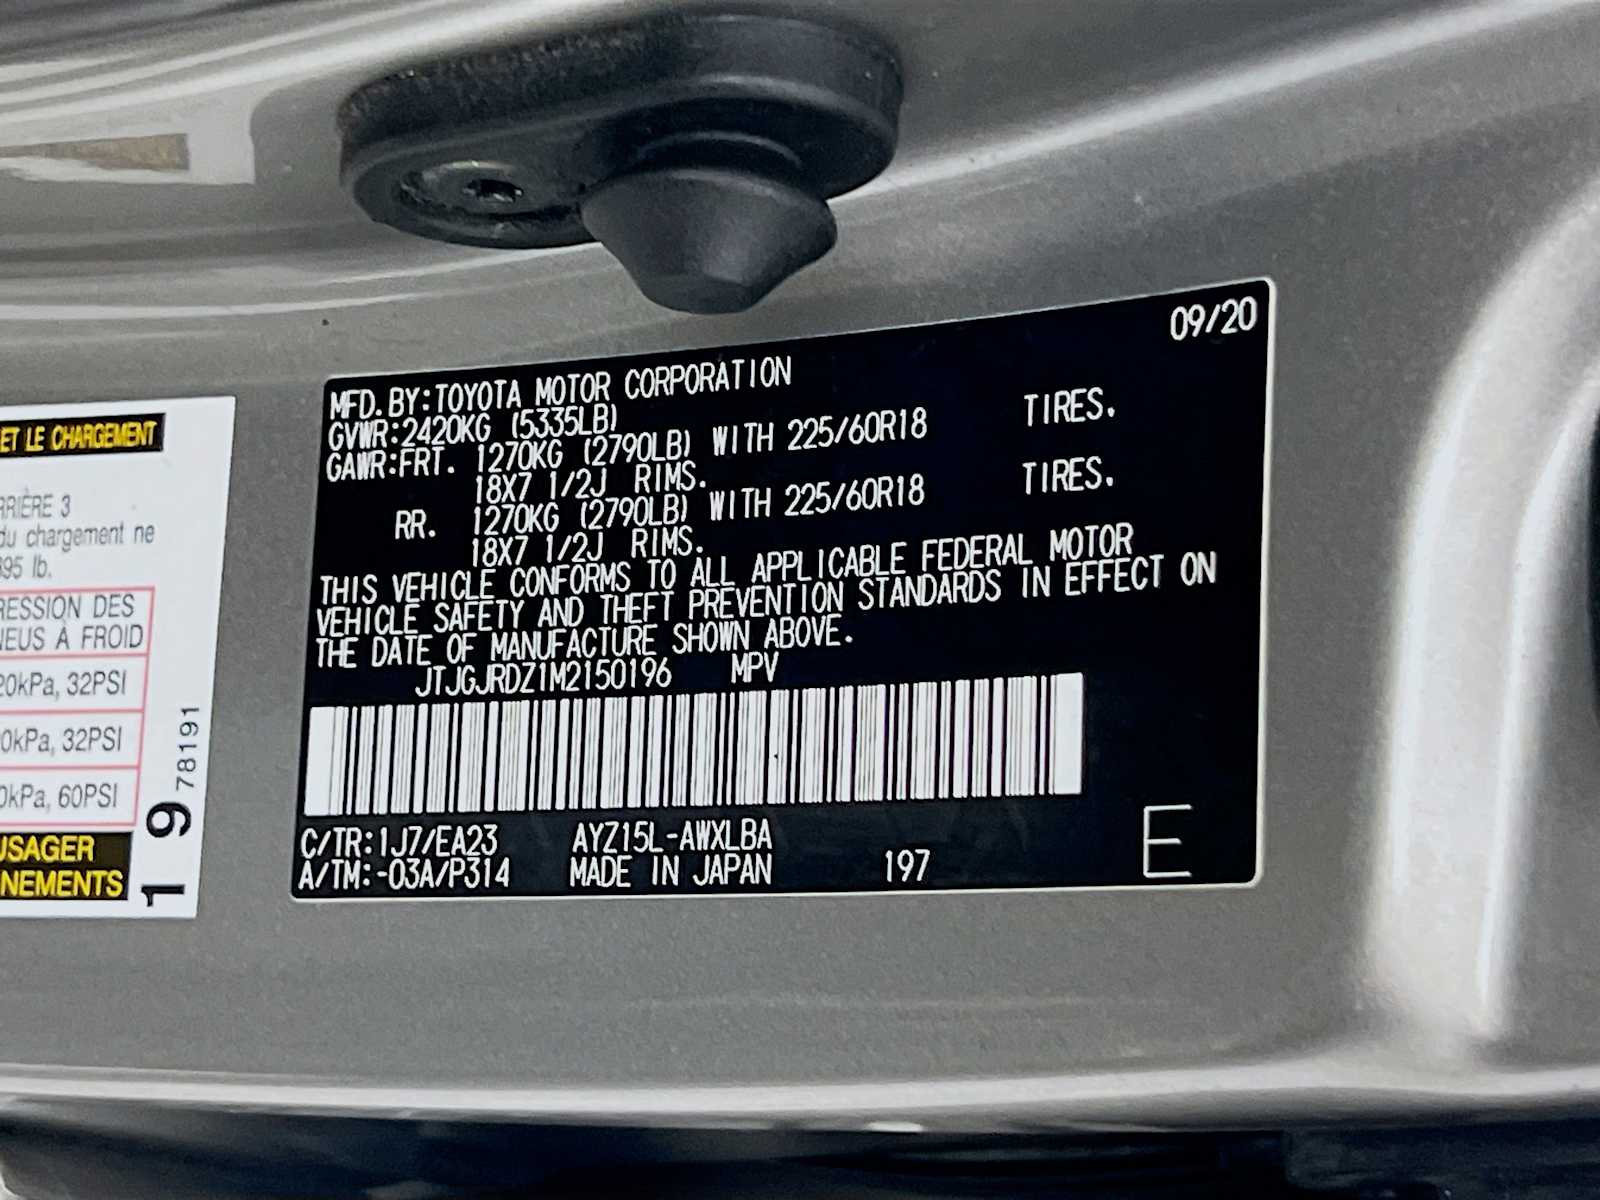 09/20
MFD. BY:TOYOTA MOTOR CORPORATION
GVWR:2420KG (5335LB)
GAWR:FRT. 1270KG (2790LB) WITH 225/60R18 TIRES.
18X7 1/2J RIMS.
RR. 1270KG (2790LB) WITH 225/60R18 TIRES.
18X7 1/2J RIMS.
THIS VEHICLE CONFORMS TO ALL APPLICABLE FEDERAL MOTOR
VEHICLE SAFETY AND THEFT PREVENTION STANDARDS IN EFFECT ON
THE DATE OF MANUFACTURE SHOWN ABOVE.
JTJGJRDZ1M2150196 MPV
C/TR:1J7/EA23 AYZ15L-AWXLBA
A/TM:-03A/P314 MADE IN JAPAN 197
E
ET LE CHARGEMENT
RRIÈRE 3
du chargement ne
395 lb.
RESSION DES
NEUS À FROID
20kPa, 32PSI
20kPa, 32PSI
0kPa, 60PSI
USAGER
NEMENTS
19 78191